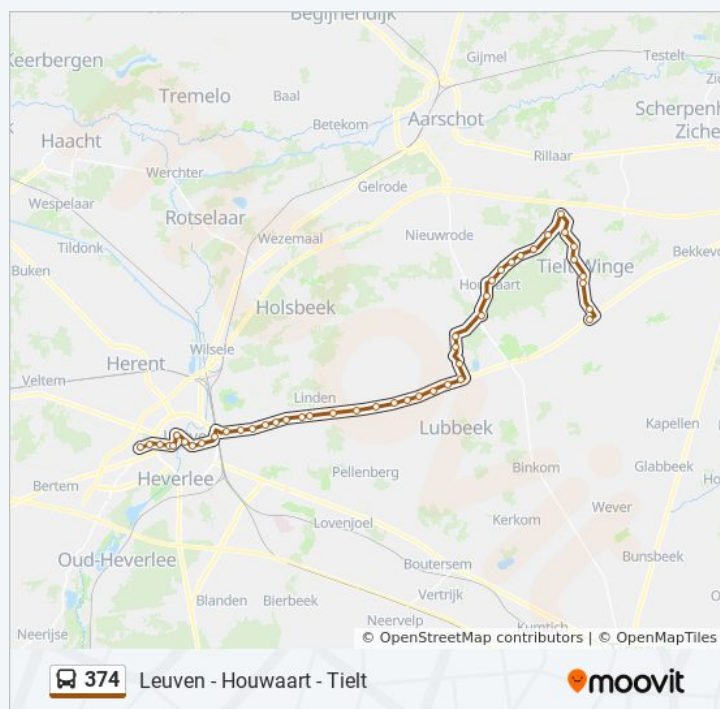 Begijnendijk
Keerbergen
Gijmel
Testelt
Tremelo
Baal
Scherpenh
Aarschot
Betekom
Ziche
Haacht
Rillaar
Werchter
Gelrode
Wespelaar
Rotselaar
Nieuwrode
Wezemaal
Tildonk
Bekkevo
Tielt-Winge
Buken
Houwaart
Holsbeek
Wilsele
Herent
Veltem
Linden
Kapellen
Lubbeek
Leuven
Glabbeek
Bertem
Heverlee
Pellenberg
Binkom
Wever
Lovenjoel
Kerkom
Oud-Heverlee
Bunsbeek
Boutersem
Blanden
Bierbeek
Vertrijk
Neerijse
Neervelp
Kumtich
© OpenStreetMap contributors | © OpenMapTiles
374 Leuven - Houwaart - Tielt
moovit